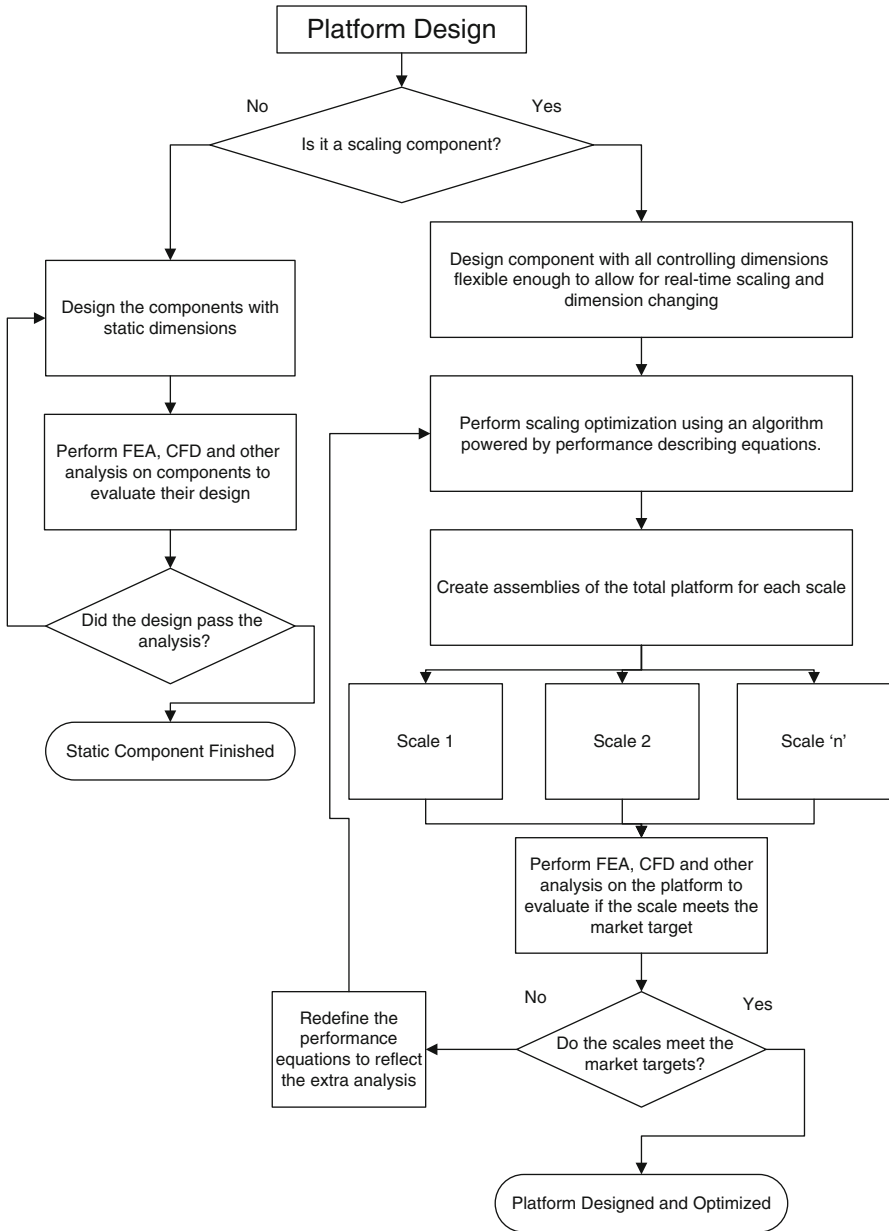 Platform Design
No
Yes
Is it a scaling component?
Design the components with
static dimensions
Perform FEA, CFD and other
analysis on components to
evaluate their design
Did the design pass the
analysis?
Static Component Finished
Design component with all controlling dimensions
flexible enough to allow for real-time scaling and
dimension changing
Perform scaling optimization using an algorithm
powered by performance describing equations.
Create assemblies of the total platform for each scale
Scale 1
Scale 2
Scale ‘n’
Perform FEA, CFD and other
analysis on the platform to
evaluate if the scale meets the
market target
No
Yes
Do the scales meet the
market targets?
Redefine the
performance
equations to reflect
the extra analysis
Platform Designed and Optimized